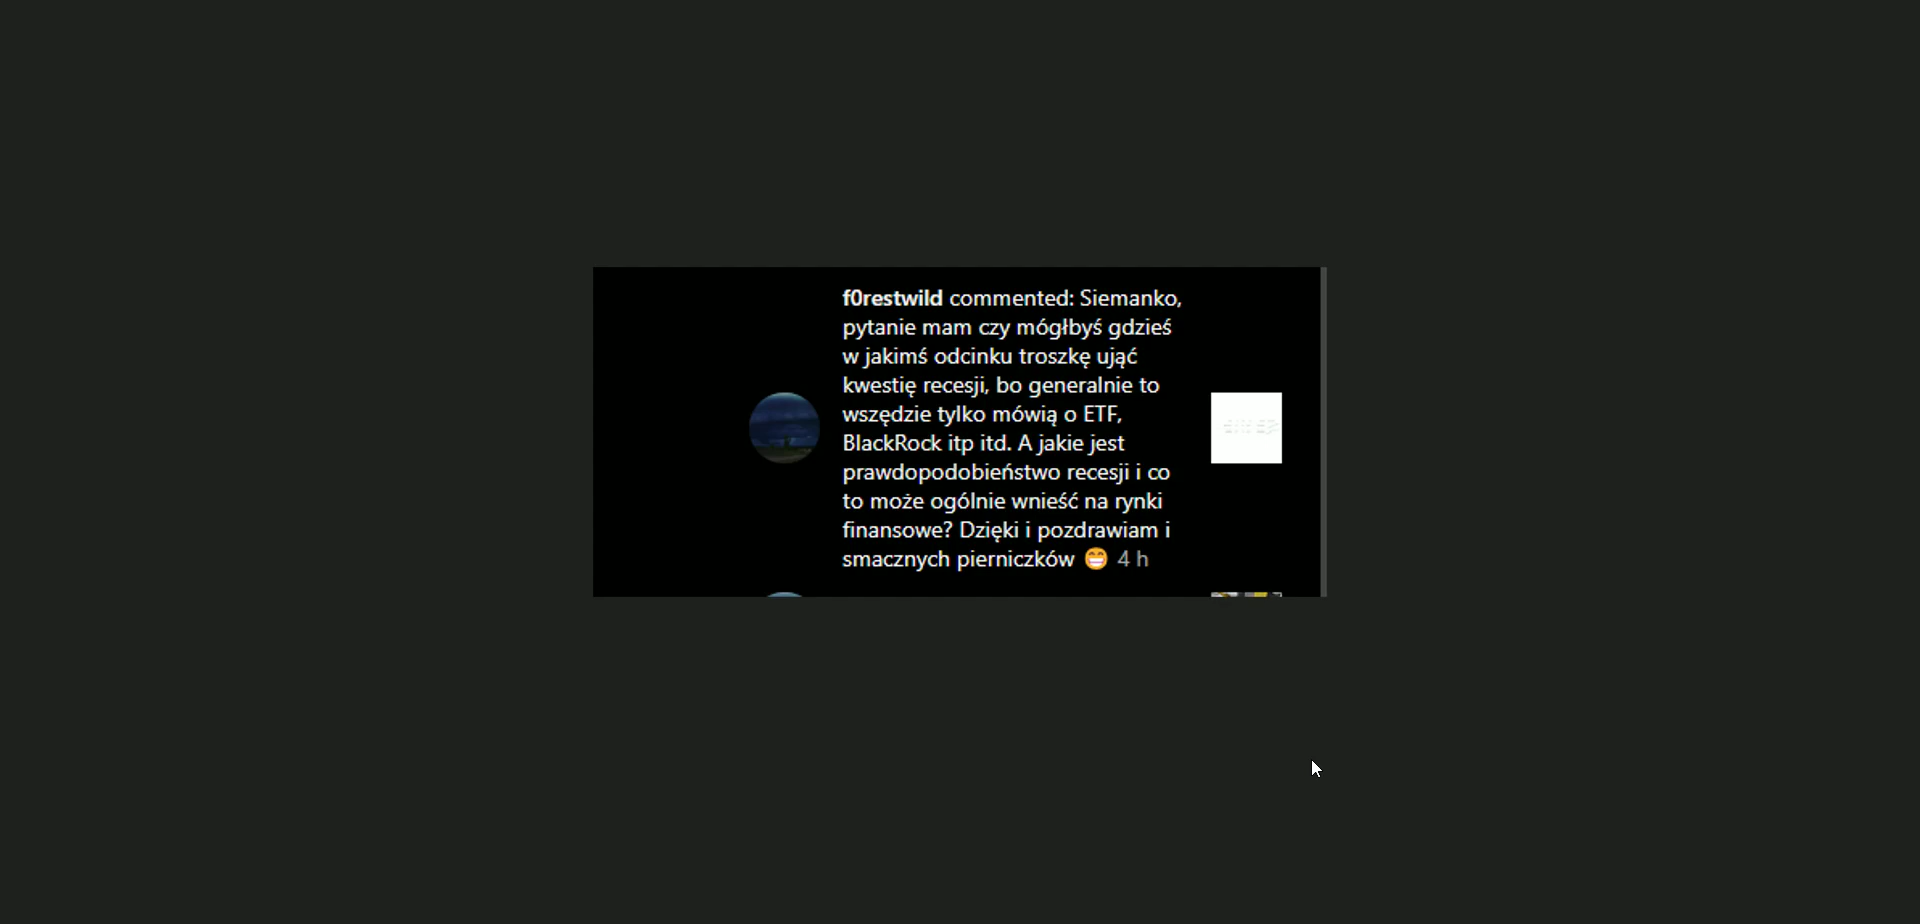 f0restwild commented: Siemanko,
pytanie mam czy mógłbyś gdzieś
w jakimś odcinku troszkę ująć
kwestię recesji, bo generalnie to
wszędzie tylko mówią o ETF,
BlackRock itp itd. A jakie jest
prawdopodobieństwo recesji i co
to może ogólnie wnieść na rynki
finansowe? Dzięki i pozdrawiam i
smacznych pierniczków 😁 4 h